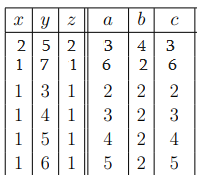 x y z a b c
2 5 2 3 4 3
1 7 1 6 2 6
1 3 1 2 2 2
1 4 1 3 2 3
1 5 1 4 2 4
1 6 1 5 2 5